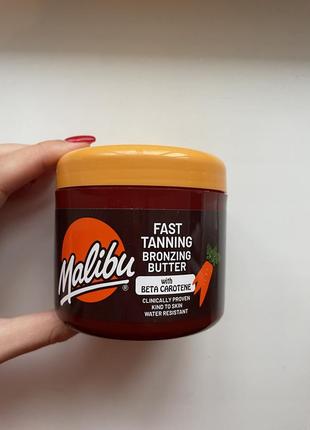 Malibu®
FAST
TANNING
BRONZING
BUTTER
with
BETA CAROTENE
CLINICALLY PROVEN
KIND TO SKIN
WATER RESISTANT